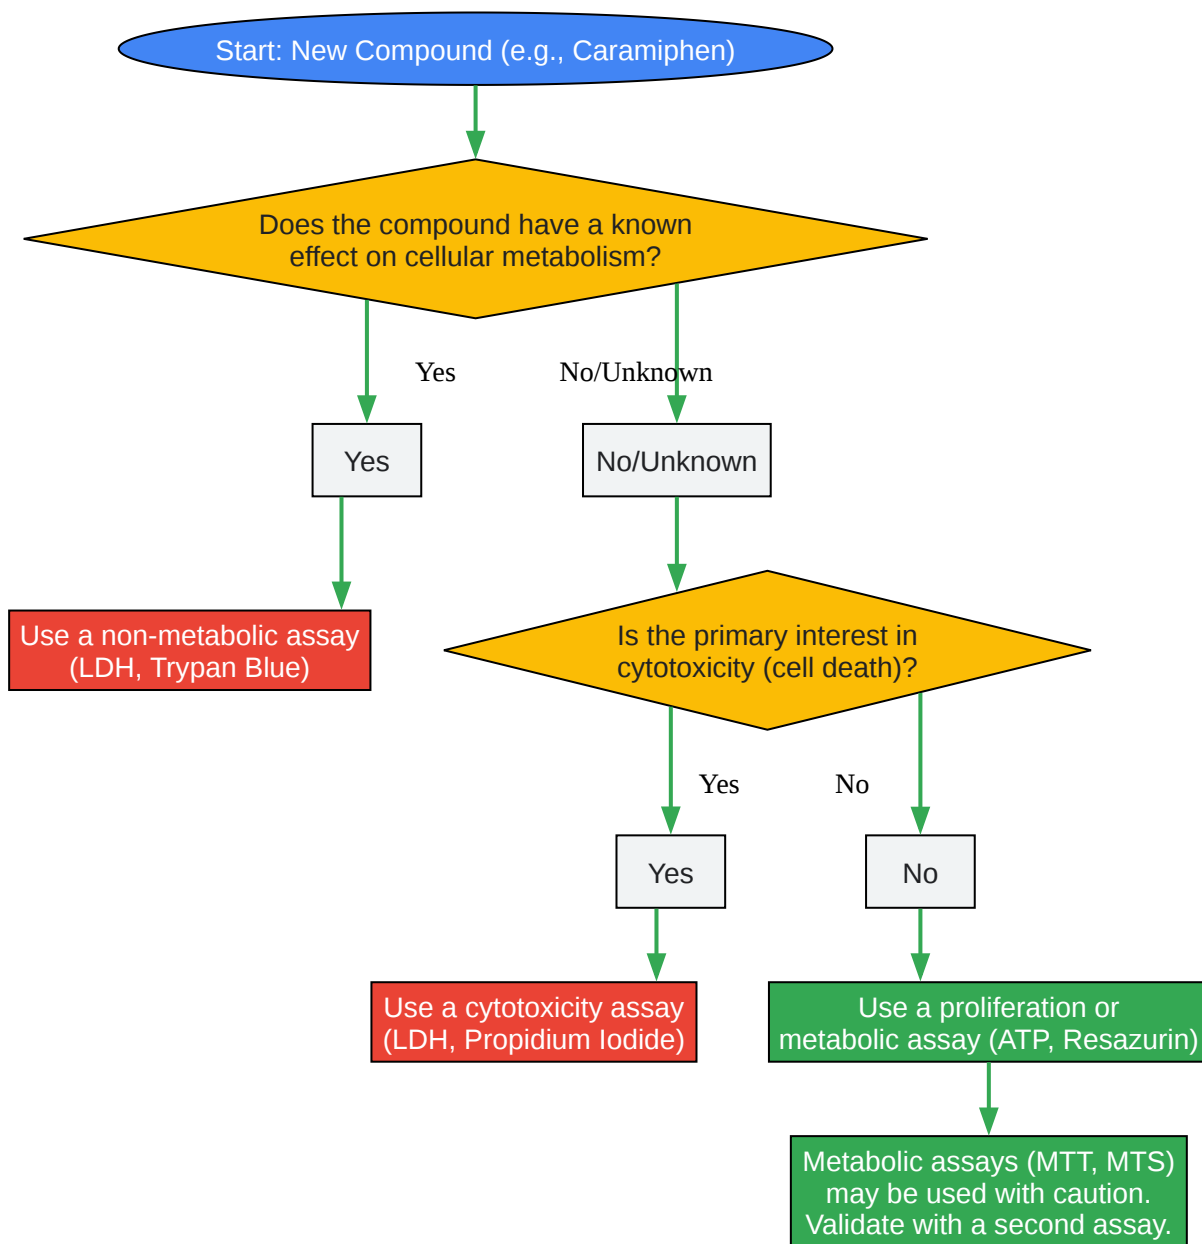 Start: New Compound (e.g., Caramiphen)
Does the compound have a known
effect on cellular metabolism?
Yes
No/Unknown
Yes
No/Unknown
Use a non-metabolic assay
(LDH, Trypan Blue)
Is the primary interest in
cytotoxicity (cell death)?
Yes
No
Yes
No
Use a cytotoxicity assay
(LDH, Propidium Iodide)
Use a proliferation or
metabolic assay (ATP, Resazurin)
Metabolic assays (MTT, MTS)
may be used with caution.
Validate with a second assay.